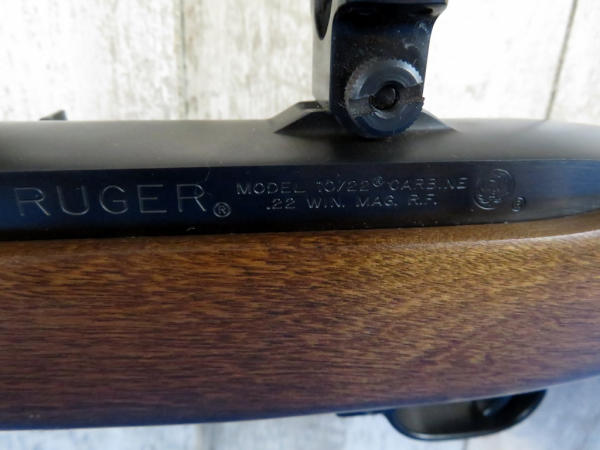 RUGER®
MODEL 10/22® CARBINE
.22 WIN. MAG. R.F.
®